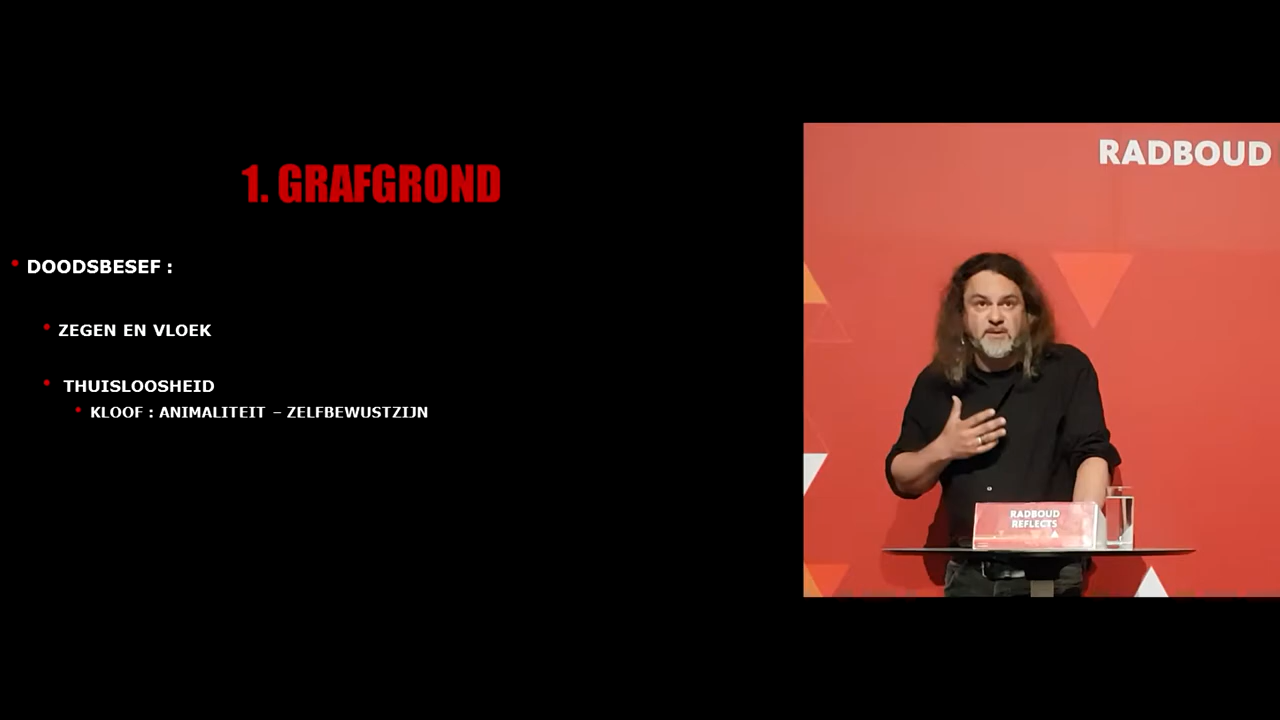 1. GRAFGROND
• DOODSBESEF :
• ZEGEN EN VLOEK
• THUISLOOSHEID
• KLOOF : ANIMALITEIT – ZELFBEWUSTZIJN
RADBOUD
RADBOUD
REFLECTS